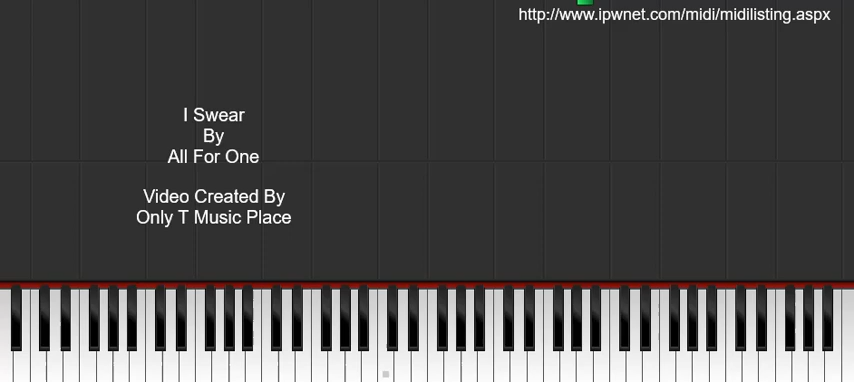 http://www.ipwnet.com/midi/midilisting.aspx
I Swear
By
All For One
Video Created By
Only T Music Place